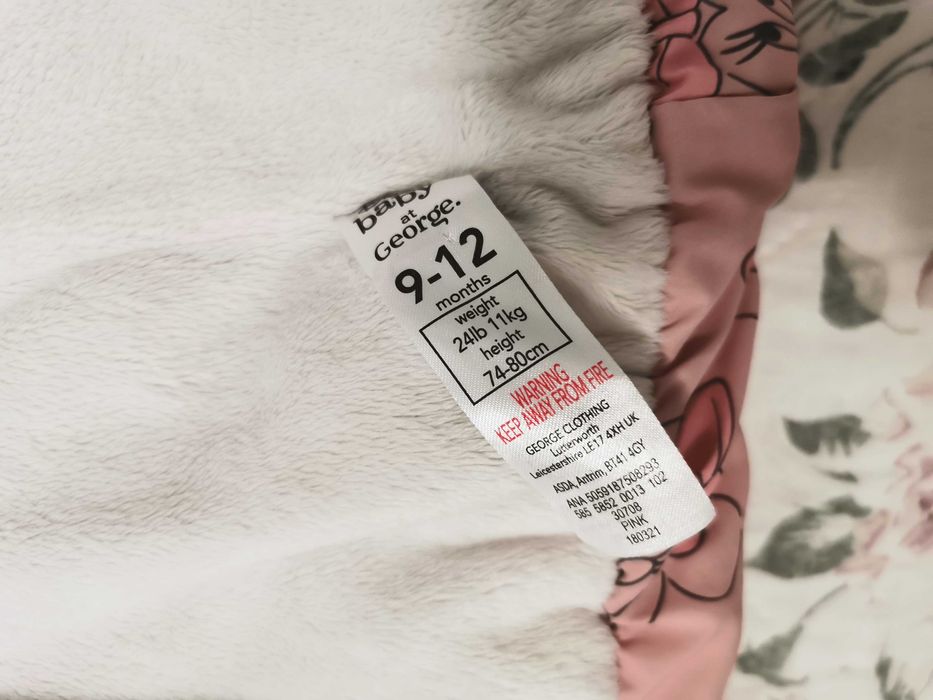 baby
at
George.
9-12
months
weight
24lb 11kg
height
74-80cm
WARNING
KEEP AWAY FROM FIRE
GEORGE CLOTHING
Lutterworth
Leicestershire LE17 4XH UK
ASDA, Antrim, BT41 4GY
ANA 5059187508293
585 5852 0013 102
30708
PINK
180321